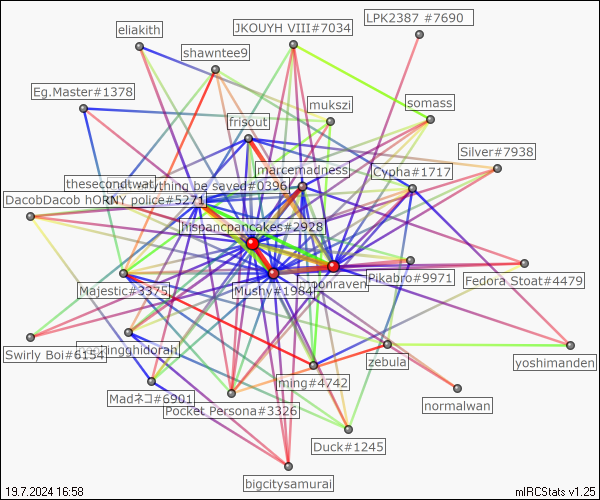 LPK2387 #7690
eliakith
JKOUYH VIII#7034
shawntee9
Eg.Master#1378
mukszi
somass
frisout
Silver#7938
marcemadness
Cypha#1717
thesecondtwat
ything be saved#0396
DacobDacob hORNY police#5271
hispancpancakes#2928
Majestic#3375
Mushy#1984
moonraven
Pikabro#9971
Fedora Stoat#4479
Swirly Boi#6154
ingghidorah
zebula
yoshimanden
ming#4742
Madネコ#6901
Pocket Persona#3326
normalwan
Duck#1245
bigcitysamurai
19.7.2024 16:58
mIRCStats v1.25